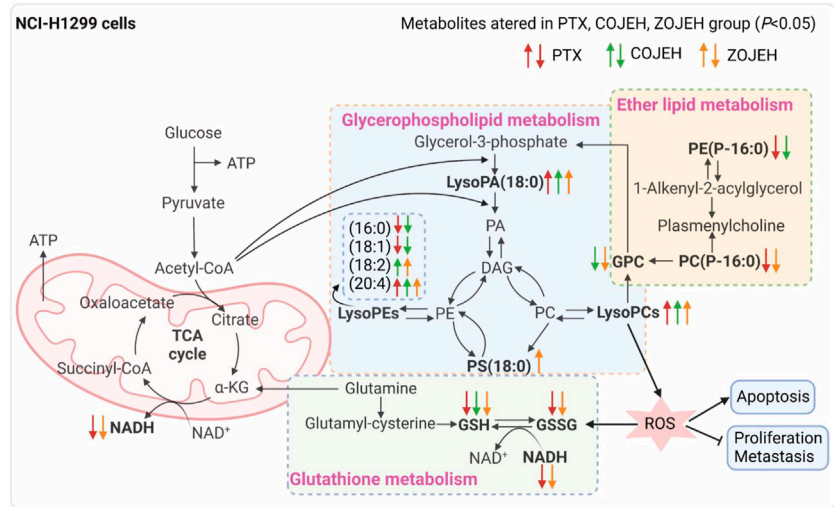 NCI-H1299 cells
Metabolites atered in PTX, COJEH, ZOJEH group (P<0.05)
PTX
COJEH
ZOJEH
Ether lipid metabolism
Glycerophospholipid metabolism
Glucose
Glycerol-3-phosphate
PE(P-16:0)
ATP
LysoPA(18:0)
1-Alkenyl-2-acylglycerol
Pyruvate
(16:0)
PA
Plasmenylcholine
ATP
(18:1)
Acetyl-CoA
(18:2)
DAG
GPC
PC(P-16:0)
(20:4)
Oxaloacetate
Citrate
LysoPEs
PE
PC
LysoPCs
TCA
cycle
Succinyl-CoA
PS(18:0)
α-KG
Glutamine
Apoptosis
NADH
NAD+
Glutamyl-cysterine
GSH
GSSG
ROS
Proliferation
Metastasis
NAD+
NADH
Glutathione metabolism